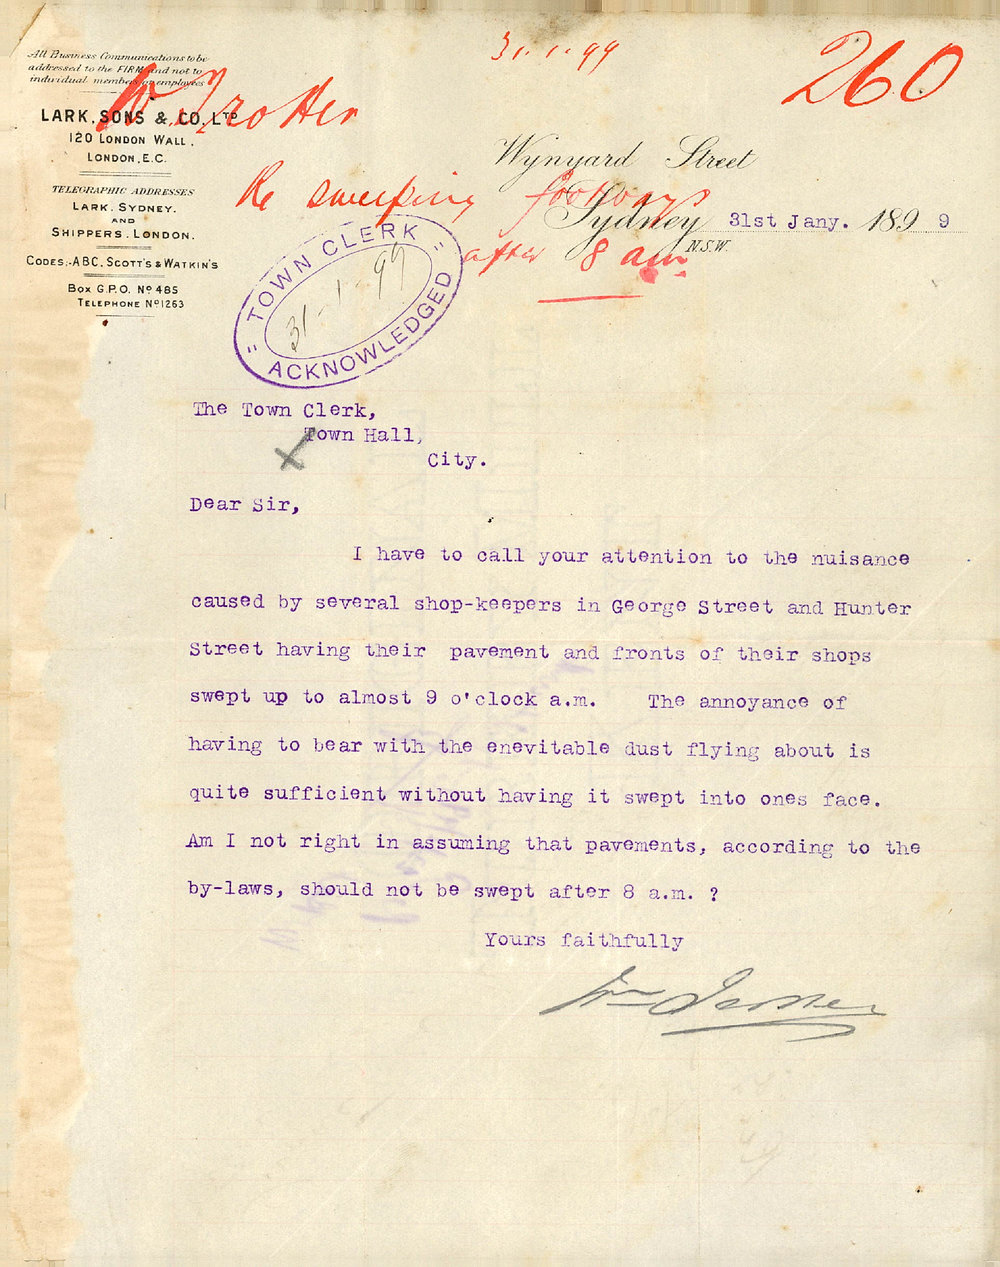 31.1.99
260
All Business Communications to be
addressed to the FIRM and not to
individual members or employees
W Trotter
LARK, SONS & CO. LTD
120 LONDON WALL,
LONDON, E.C.
TELEGRAPHIC ADDRESSES
LARK, SYDNEY.
AND
SHIPPERS, LONDON.
CODES:-ABC, SCOTT'S & WATKIN'S
BOX G.P.O. No 485
TELEPHONE No 1263
Wynyard Street
Re sweeping footways
Sydney 31st Jany. 1899
N.S.W.
after 8 am
"TOWN CLERK"
31-1-99
ACKNOWLEDGED
The Town Clerk,
Town Hall,
City.
Dear Sir,
I have to call your attention to the nuisance
caused by several shop-keepers in George Street and Hunter
Street having their pavement and fronts of their shops
swept up to almost 9 o'clock a.m. The annoyance of
having to bear with the enevitable dust flying about is
quite sufficient without having it swept into ones face.
Am I not right in assuming that pavements, according to the
by-laws, should not be swept after 8 a.m. ?
Yours faithfully
Wm